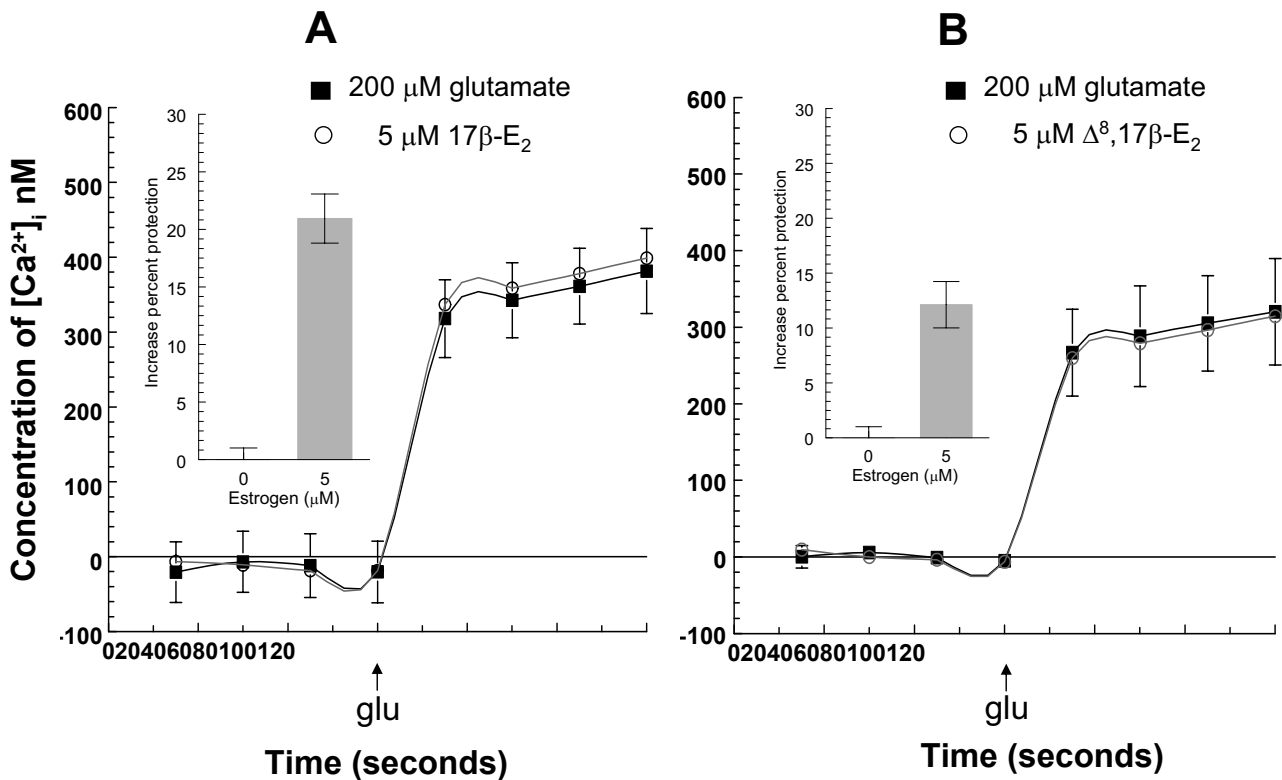 A
200 μM glutamate
5 μM 17β-E₂
Concentration of [Ca²⁺]ᵢ nM
600
500
400
300
200
100
0
-100
Increase percent protection
30
25
20
15
10
5
0
0 5
Estrogen (μM)
020406080100120
glu
Time (seconds)
B
200 μM glutamate
5 μM Δ⁸,17β-E₂
600
500
400
300
200
100
0
-100
Increase percent protection
30
25
20
15
10
5
0
0 5
Estrogen (μM)
020406080100120
glu
Time (seconds)